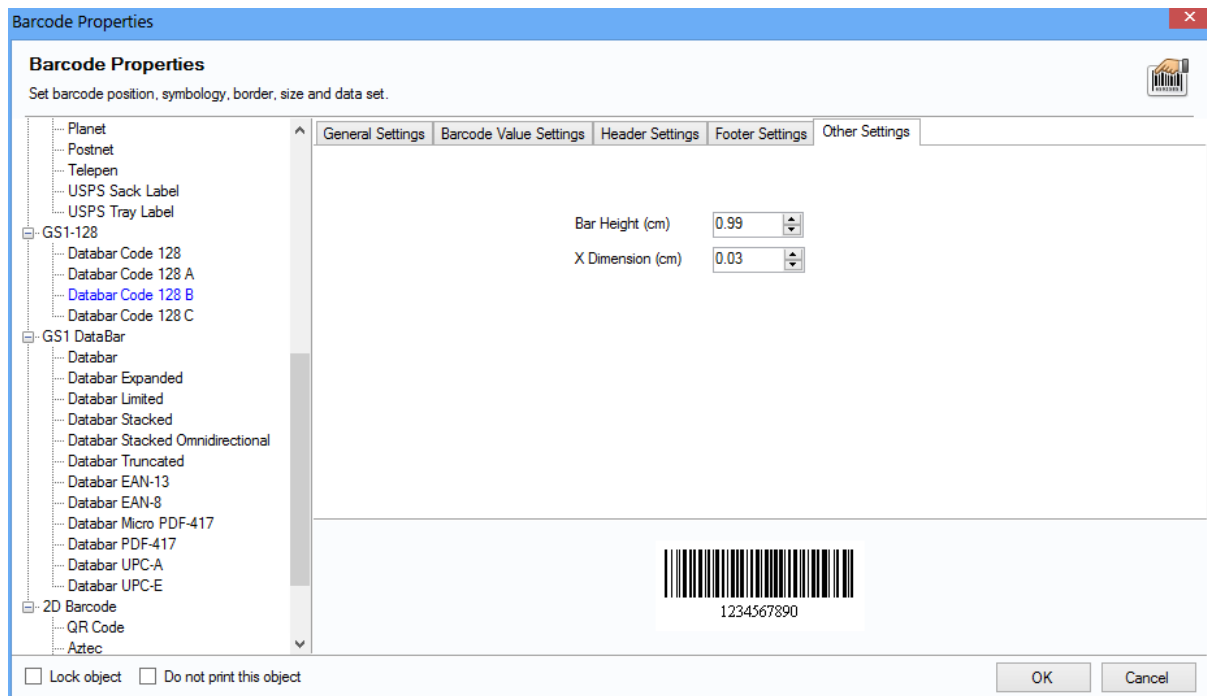 Barcode Properties
Barcode Properties
Set barcode position, symbology, border, size and data set.
Planet
Postnet
Telepen
USPS Sack Label
USPS Tray Label
GS1-128
Databar Code 128
Databar Code 128 A
Databar Code 128 B
Databar Code 128 C
GS1 DataBar
Databar
Databar Expanded
Databar Limited
Databar Stacked
Databar Stacked Omnidirectional
Databar Truncated
Databar EAN-13
Databar EAN-8
Databar Micro PDF-417
Databar PDF-417
Databar UPC-A
Databar UPC-E
2D Barcode
QR Code
Aztec
General Settings Barcode Value Settings Header Settings Footer Settings Other Settings
Bar Height (cm) 0.99
X Dimension (cm) 0.03
1234567890
Lock object Do not print this object OK Cancel